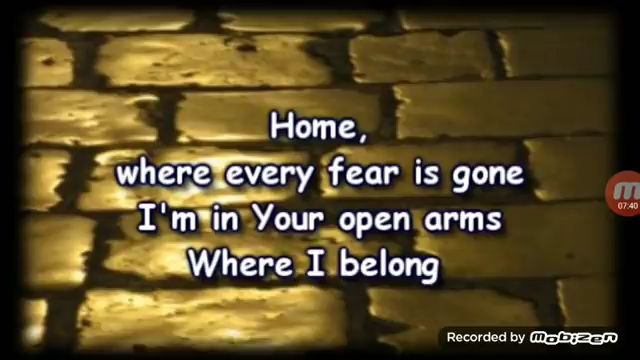 Home,
where every fear is gone
I'm in Your open arms
Where I belong
07:40
Recorded by Mobizen